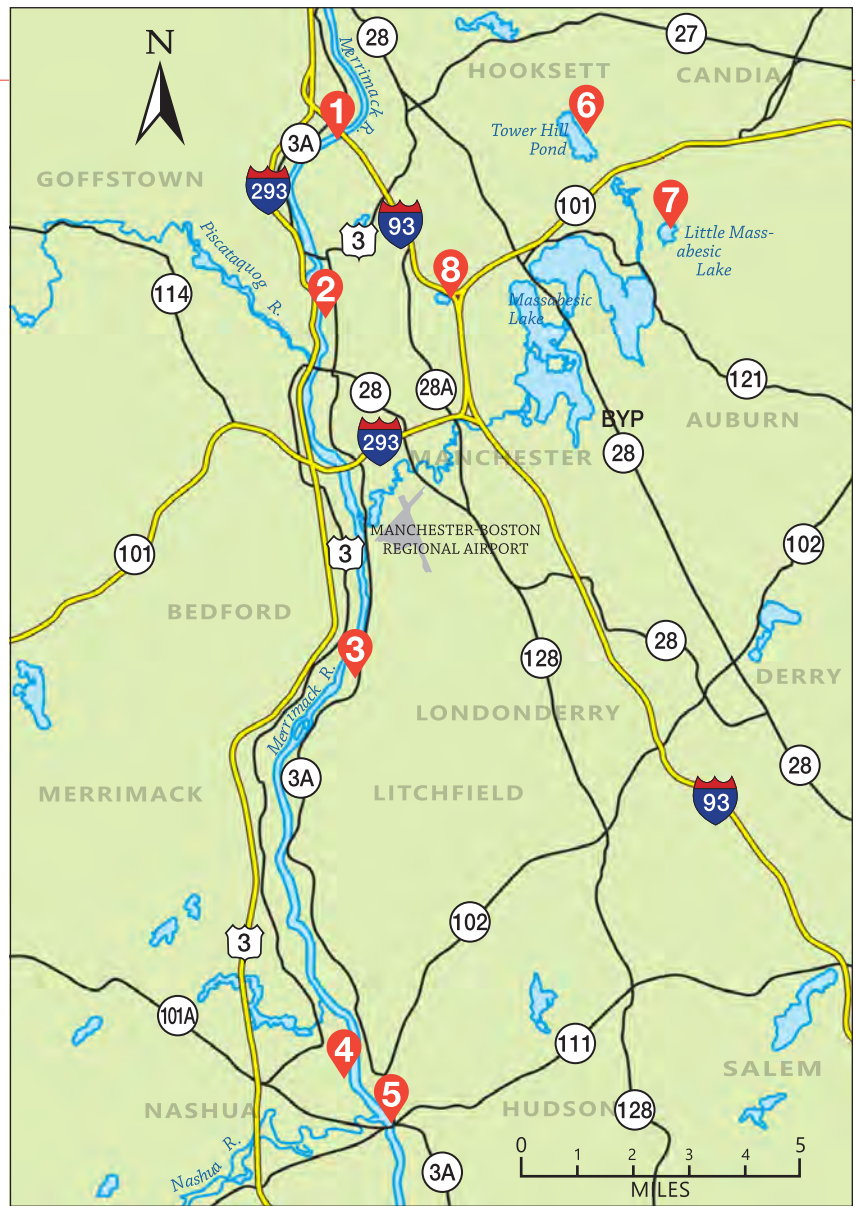 N
28
27
Merrimack R.
HOOKSETT
CANDIA
1
6
Tower Hill
Pond
3A
GOFFSTOWN
293
101
7
93
3
Piscataquog R.
Little Mass-
abesic
Lake
8
114
2
Massabesic
Lake
28
28A
121
BYP
AUBURN
293
28
MANCHESTER
MANCHESTER-BOSTON
REGIONAL AIRPORT
101
3
102
BEDFORD
3
28
128
DERRY
Merrimack R.
LONDONDERRY
3A
28
MERRIMACK
LITCHFIELD
93
102
3
101A
111
4
SALEM
5
NASHUA
HUDSON
128
Nashua R.
3A
0 1 2 3 4 5
MILES